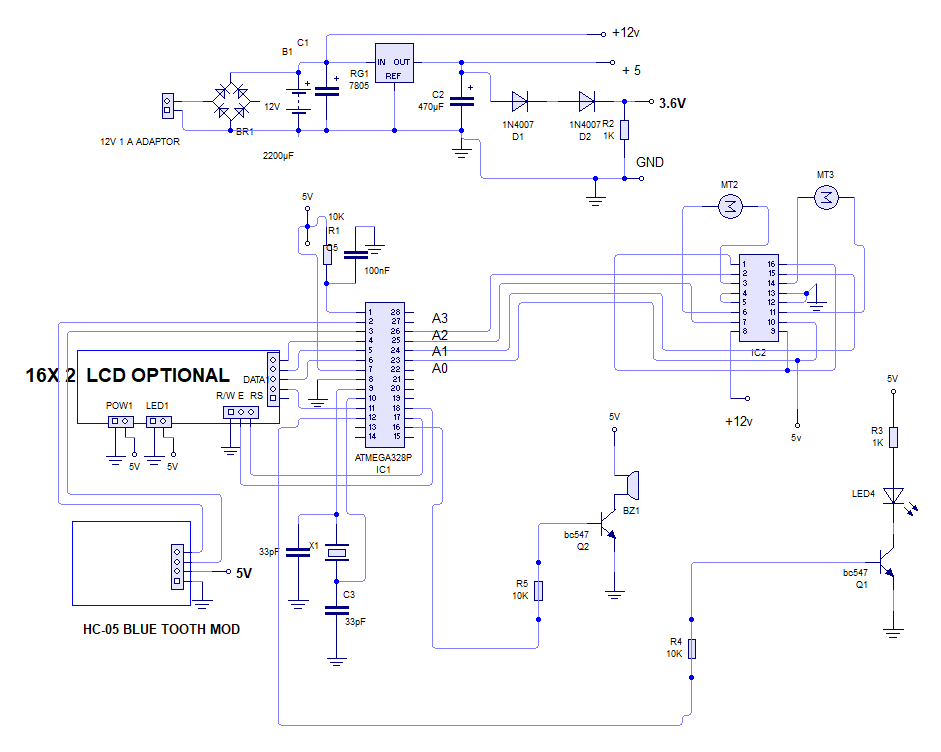 +12v
C1
B1
IN OUT
REF
RG1
7805
+ 5
+
+
+
C2
470µF
12V
BR1
12V 1 A ADAPTOR
2200µF
1N4007
D1
1N4007
D2
R2
1K
3.6V
GND
MT2
MT3
5V
10K
R1
C5
100nF
1
2
3
4
5
6
7
8
9
10
11
12
13
14
28
27
26
25
24
23
22
21
20
19
18
17
16
15
A3
A2
A1
A0
ATMEGA328P
IC1
1
2
3
4
5
6
7
8
16
15
14
13
12
11
10
9
IC2
+12v
5v
16X 2 LCD OPTIONAL
DATA1
R/W E RS
POW1
LED1
5V
5V
5V
HC-05 BLUE TOOTH MOD
33pF
X1
C3
33pF
5V
BZ1
bc547
Q2
R5
10K
5V
R3
1K
LED4
bc547
Q1
R4
10K